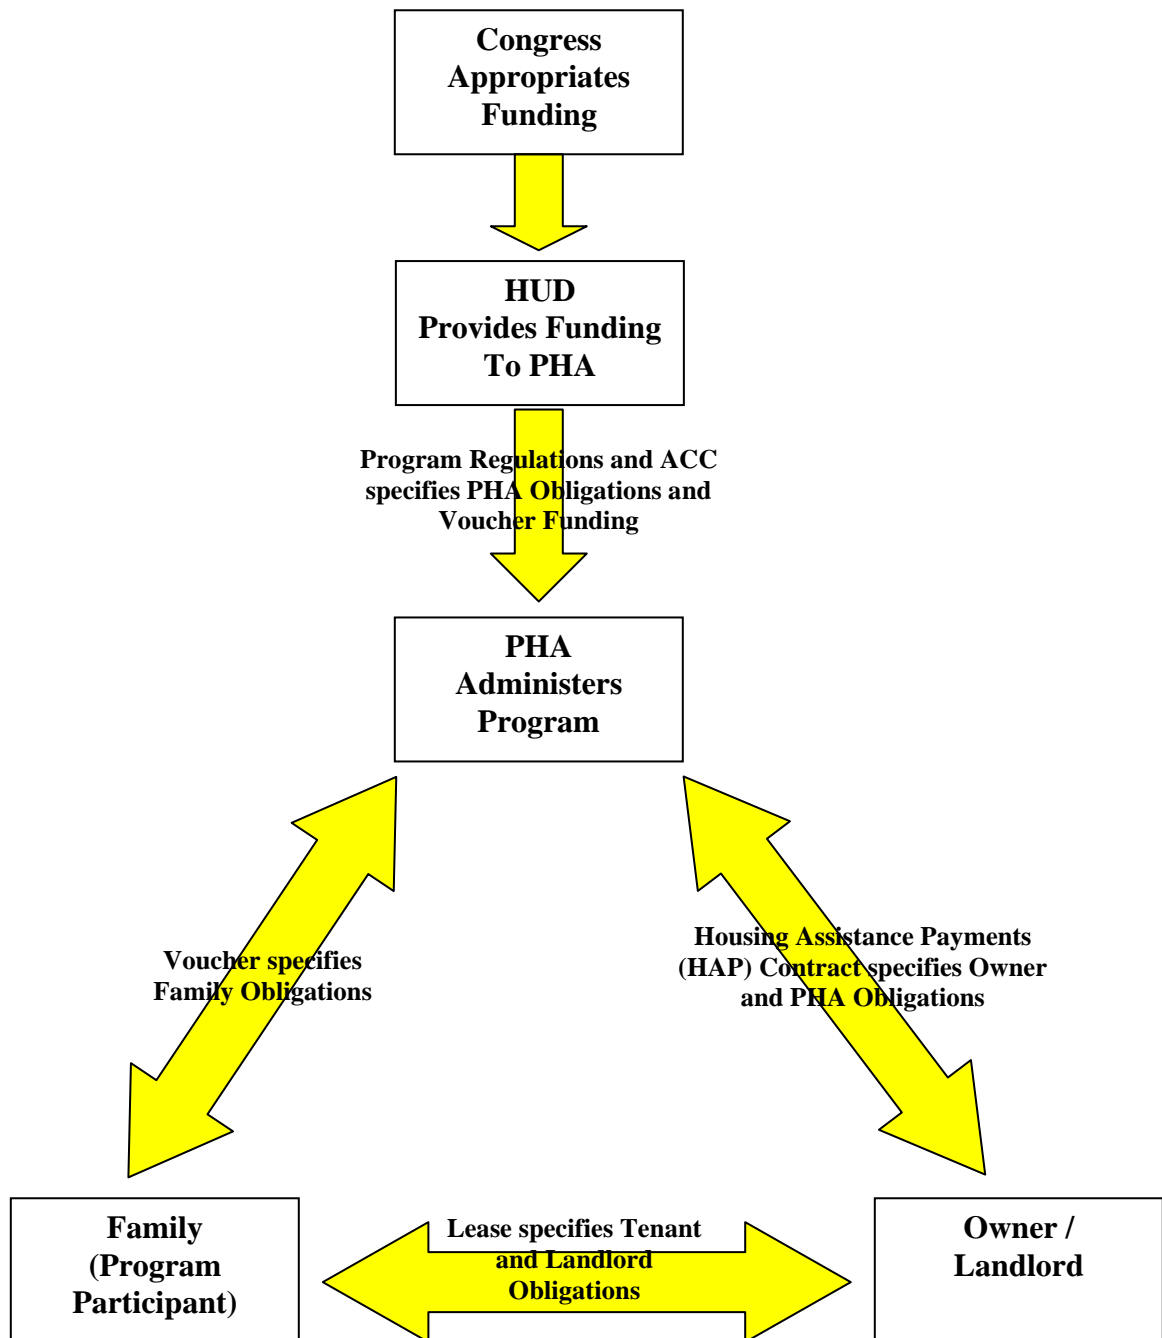 Congress
Appropriates
Funding
HUD
Provides Funding
To PHA
Program Regulations and ACC
specifies PHA Obligations and
Voucher Funding
PHA
Administers
Program
Voucher specifies
Family Obligations
Housing Assistance Payments
(HAP) Contract specifies Owner
and PHA Obligations
Family
(Program
Participant)
Lease specifies Tenant
and Landlord
Obligations
Owner /
Landlord